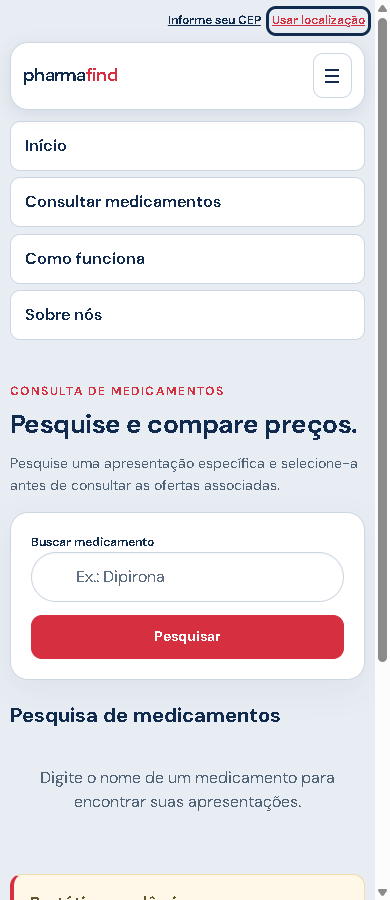 Informe seu CEP Usar localização
pharmafind
Início
Consultar medicamentos
Como funciona
Sobre nós
CONSULTA DE MEDICAMENTOS
Pesquise e compare preços.
Pesquise uma apresentação específica e selecione-a
antes de consultar as ofertas associadas.
Buscar medicamento
Ex.: Dipirona
Pesquisar
Pesquisa de medicamentos
Digite o nome de um medicamento para
encontrar suas apresentações.